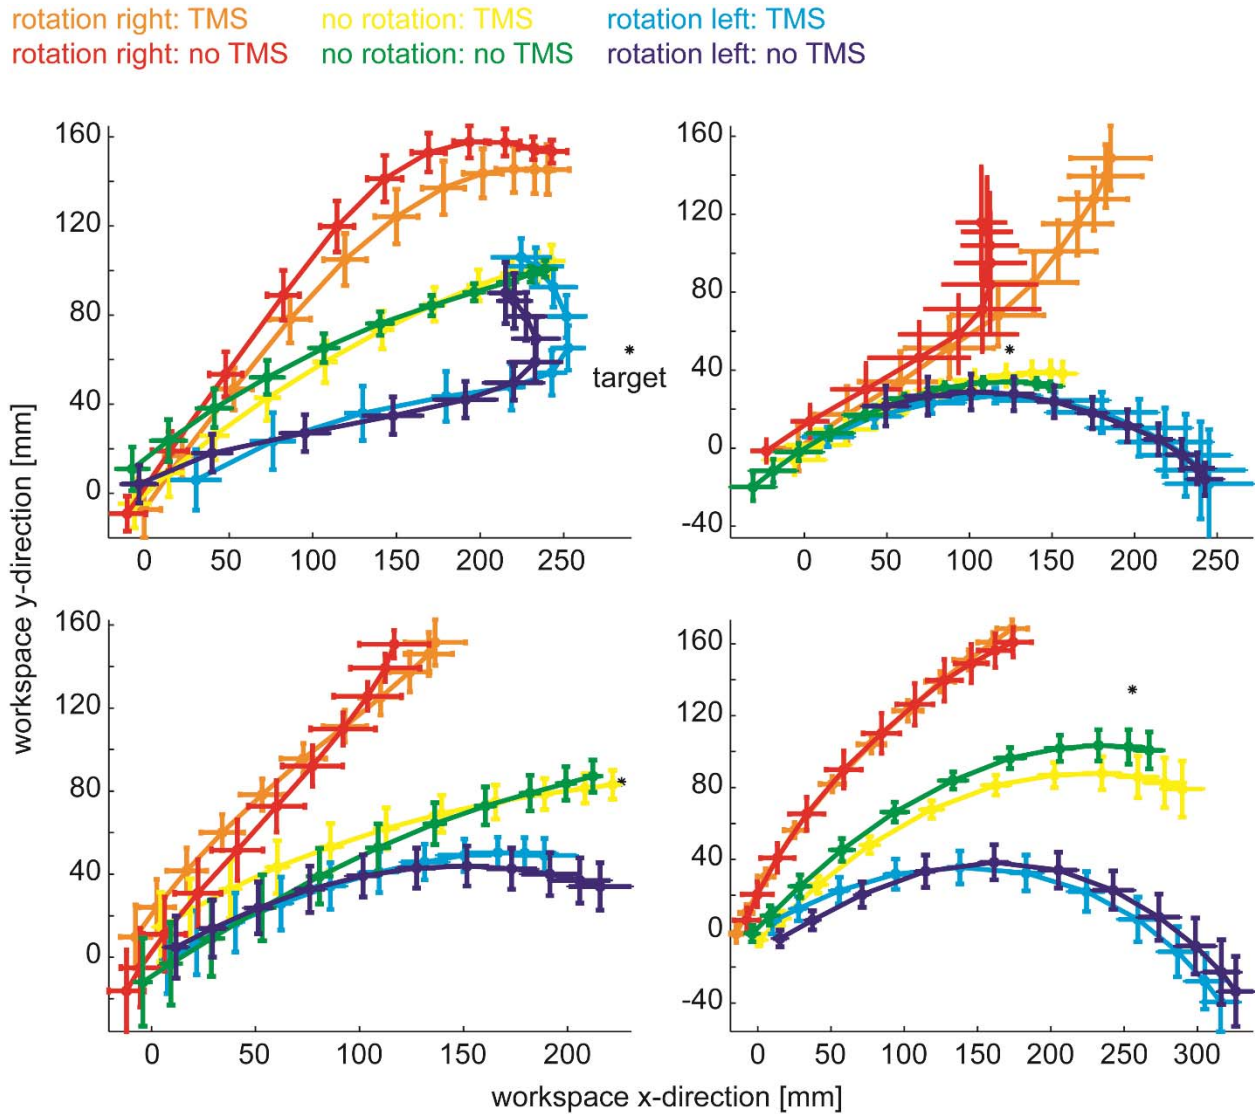 rotation right: TMS no rotation: TMS rotation left: TMS
rotation right: no TMS no rotation: no TMS rotation left: no TMS
workspace y-direction [mm]
160
120
80
40
0
0 50 100 150 200 250
* target
160
120
80
40
0
-40
0 50 100 150 200 250
*
160
120
80
40
0
0 50 100 150 200
*
160
120
80
40
0
-40
0 50 100 150 200 250 300
*
workspace x-direction [mm]